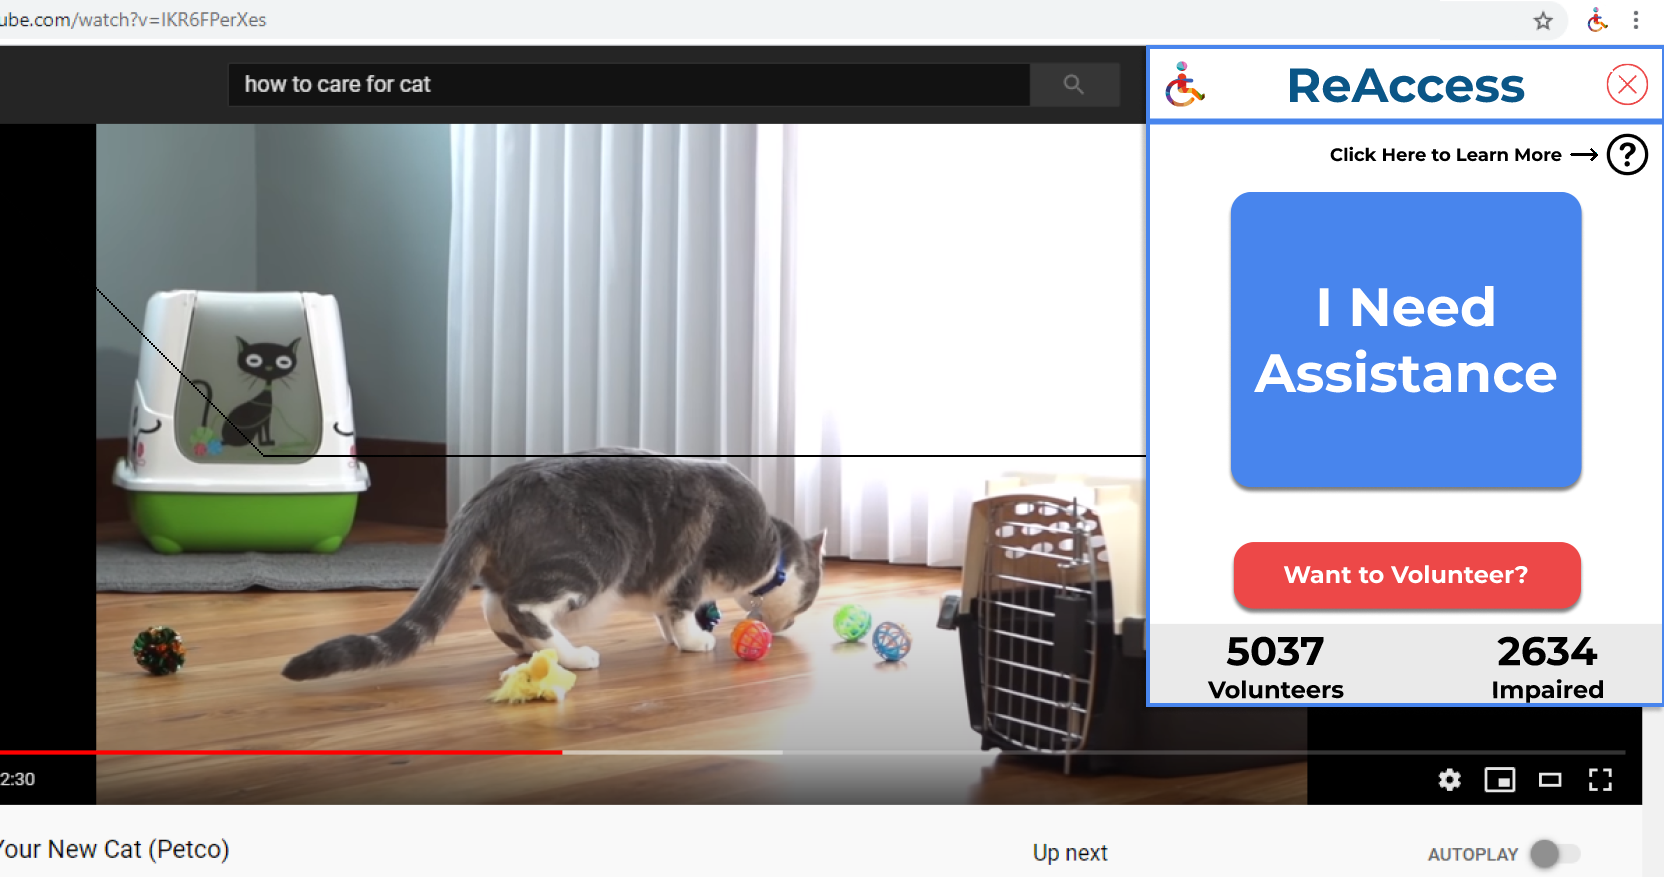 ube.com/watch?v=IKR6FPerXes
how to care for cat
ReAccess
Click Here to Learn More → ?
I Need
Assistance
Want to Volunteer?
5037
Volunteers
2634
Impaired
2:30
Your New Cat (Petco)
Up next
AUTOPLAY